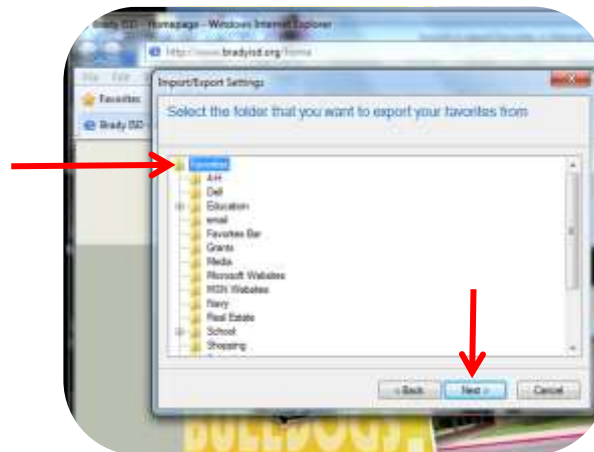 Brady ISD - Homepage - Windows Internet Explorer
http://www.bradyisd.org/home
File Edit
Favorites
Brady ISD -
Import/Export Settings
Select the folder that you want to export your favorites from
Favorites
Dell
Education
email
Favorites Bar
Grants
Media
Microsoft Websites
MSN Websites
Navy
Real Estate
School
Shopping
< Back
Next >
Cancel
BULLDOGS.